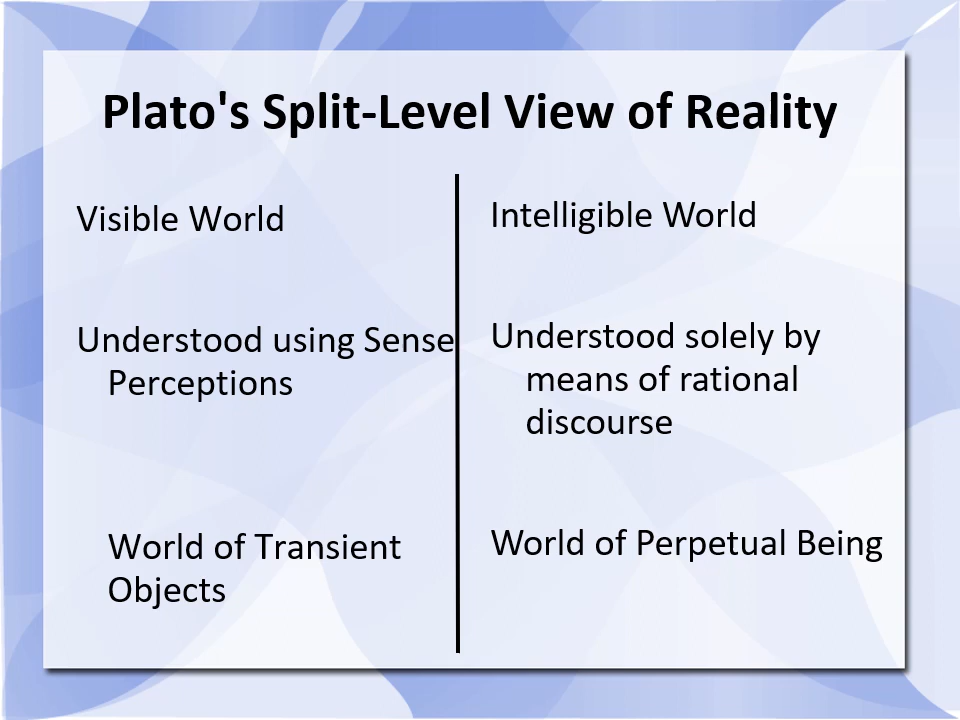 Plato's Split-Level View of Reality
Visible World
Understood using Sense
Perceptions
World of Transient
Objects
Intelligible World
Understood solely by
means of rational
discourse
World of Perpetual Being